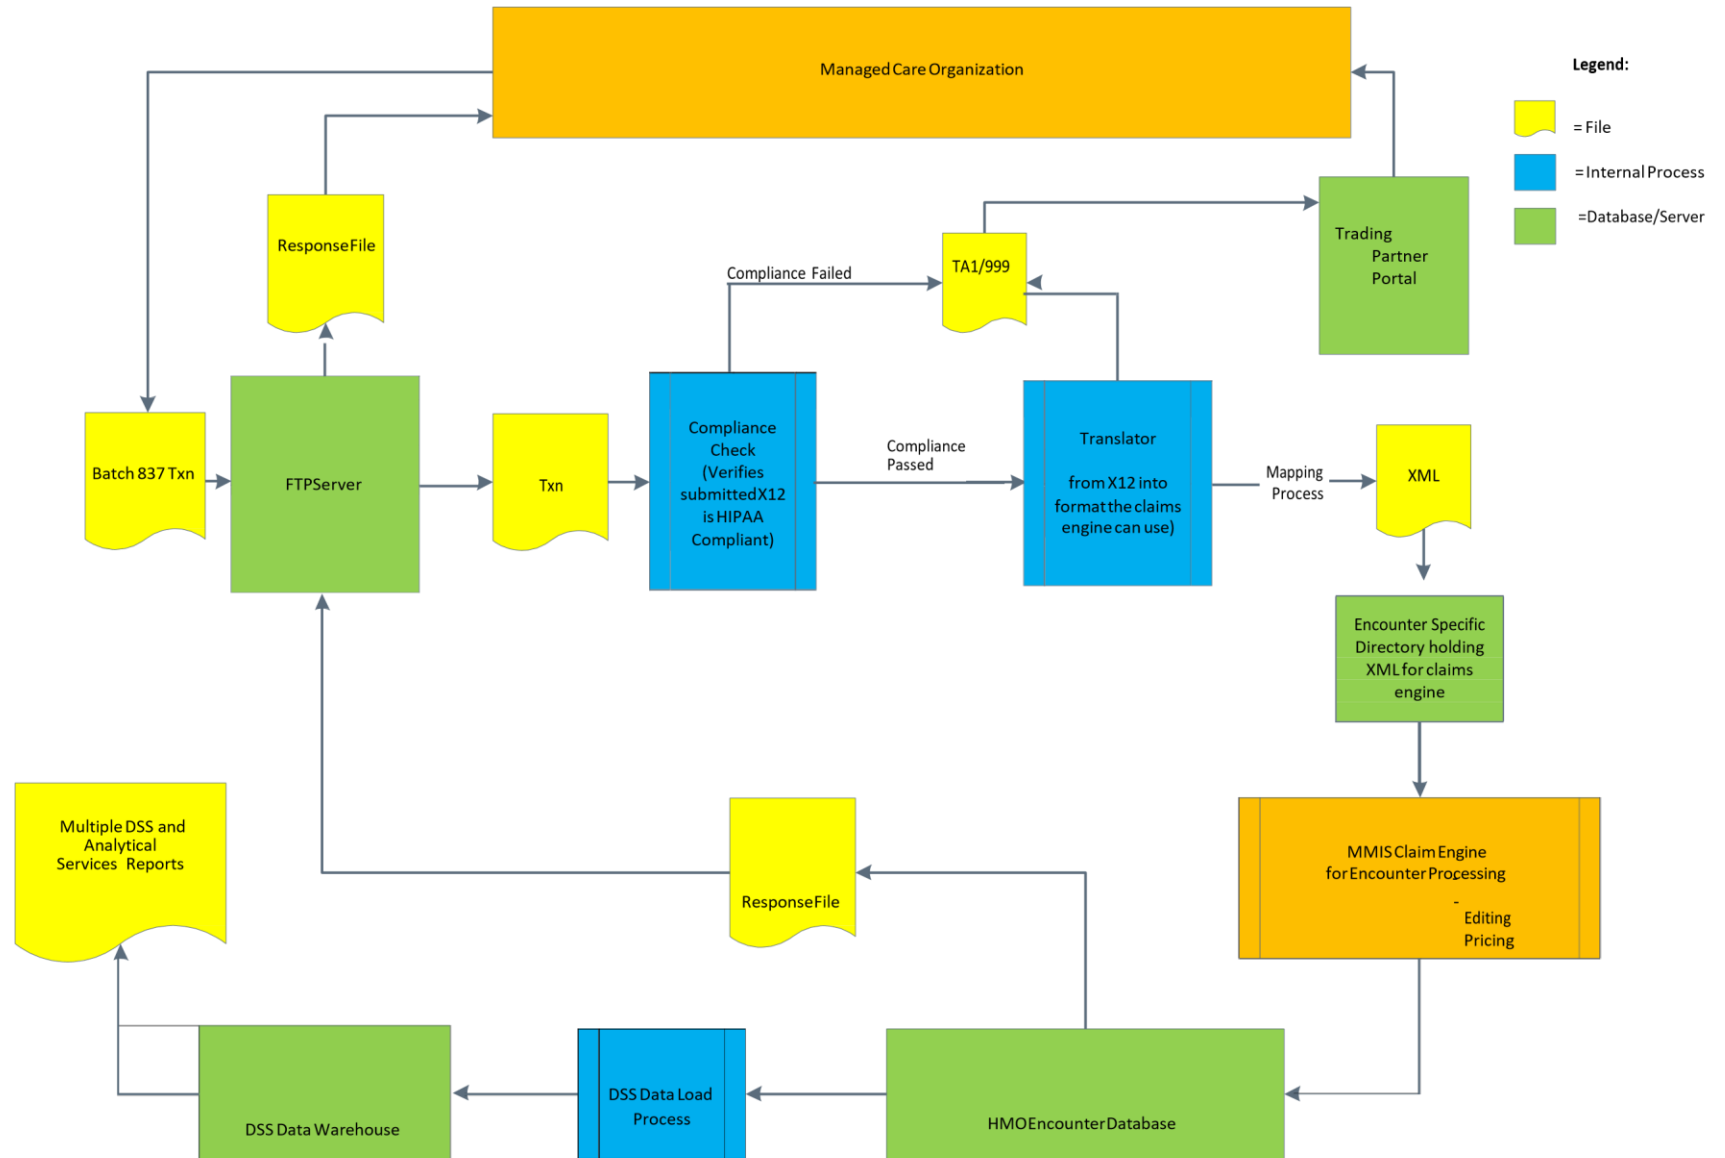 Managed Care Organization
Legend:
= File
= Internal Process
=Database/Server
Response File
TA1/999
Trading
Partner
Portal
Compliance Failed
Batch 837 Txn
FTPServer
Txn
Compliance
Check
(Verifies
submitted X12
is HIPAA
Compliant)
Compliance
Passed
Translator
from X12 into
format the claims
engine can use)
Mapping
Process
XML
Encounter Specific
Directory holding
XML for claims
engine
Multiple DSS and
Analytical
Services Reports
Response File
MMIS Claim Engine
for Encounter Processing
-
-
Editing
Pricing
DSS Data Warehouse
DSS Data Load
Process
HMO Encounter Database